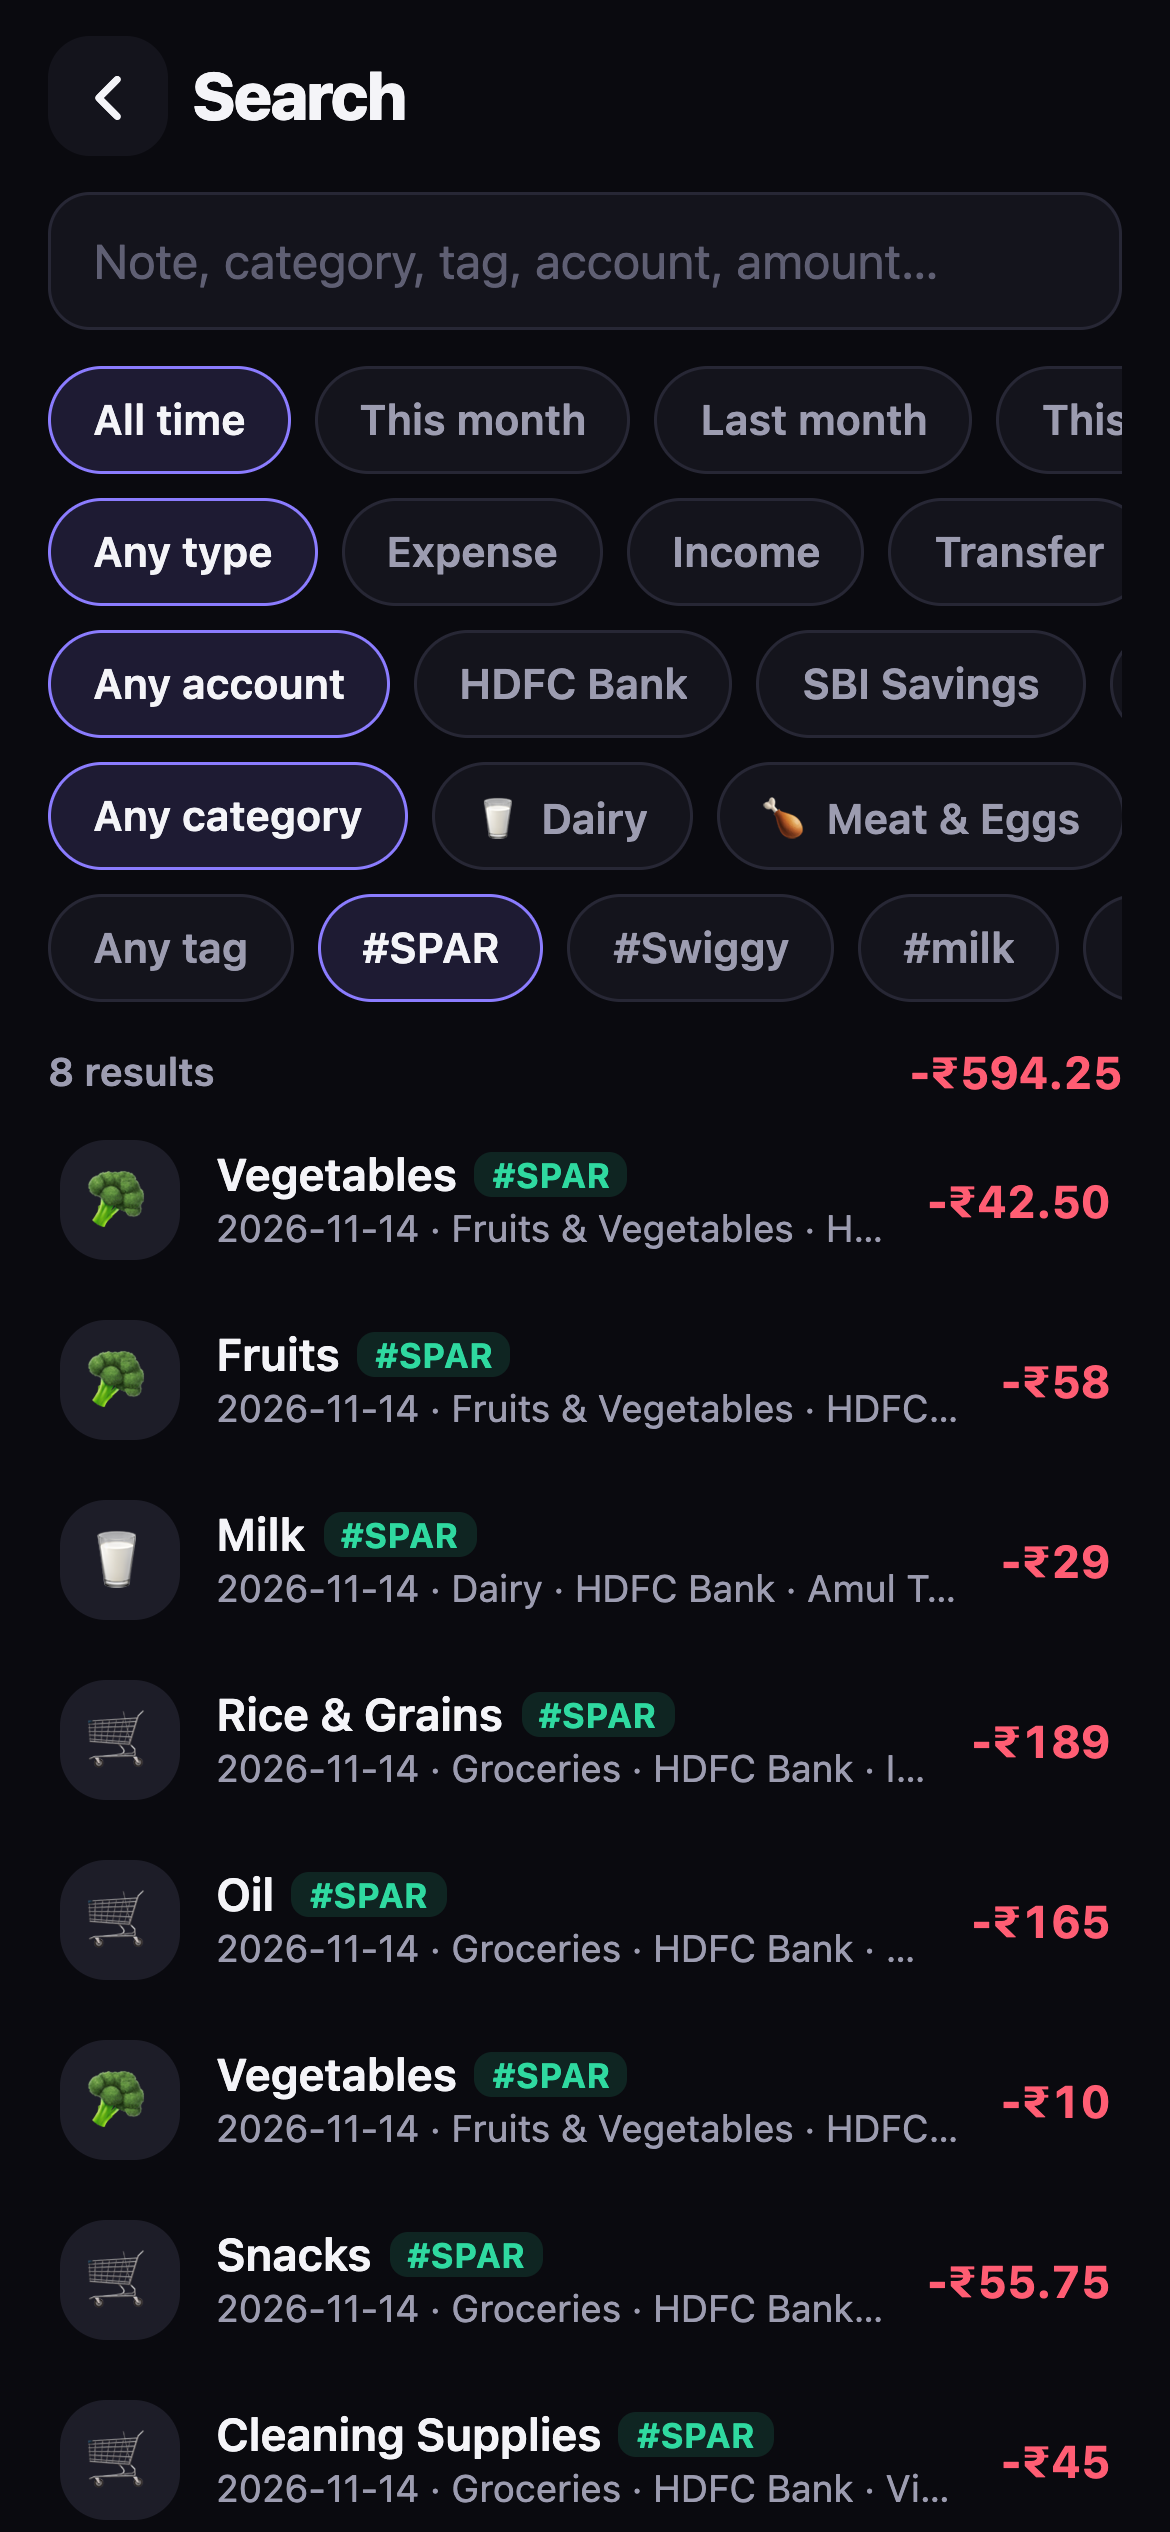 Search
Note, category, tag, account, amount...
All time This month Last month This
Any type Expense Income Transfer
Any account HDFC Bank SBI Savings
Any category Dairy Meat & Eggs
Any tag #SPAR #Swiggy #milk
8 results -₹594.25
Vegetables #SPAR
2026-11-14 · Fruits & Vegetables · H... -₹42.50
Fruits #SPAR
2026-11-14 · Fruits & Vegetables · HDFC... -₹58
Milk #SPAR
2026-11-14 · Dairy · HDFC Bank · Amul T... -₹29
Rice & Grains #SPAR
2026-11-14 · Groceries · HDFC Bank · I... -₹189
Oil #SPAR
2026-11-14 · Groceries · HDFC Bank · ... -₹165
Vegetables #SPAR
2026-11-14 · Fruits & Vegetables · HDFC... -₹10
Snacks #SPAR
2026-11-14 · Groceries · HDFC Bank... -₹55.75
Cleaning Supplies #SPAR
2026-11-14 · Groceries · HDFC Bank · Vi... -₹45